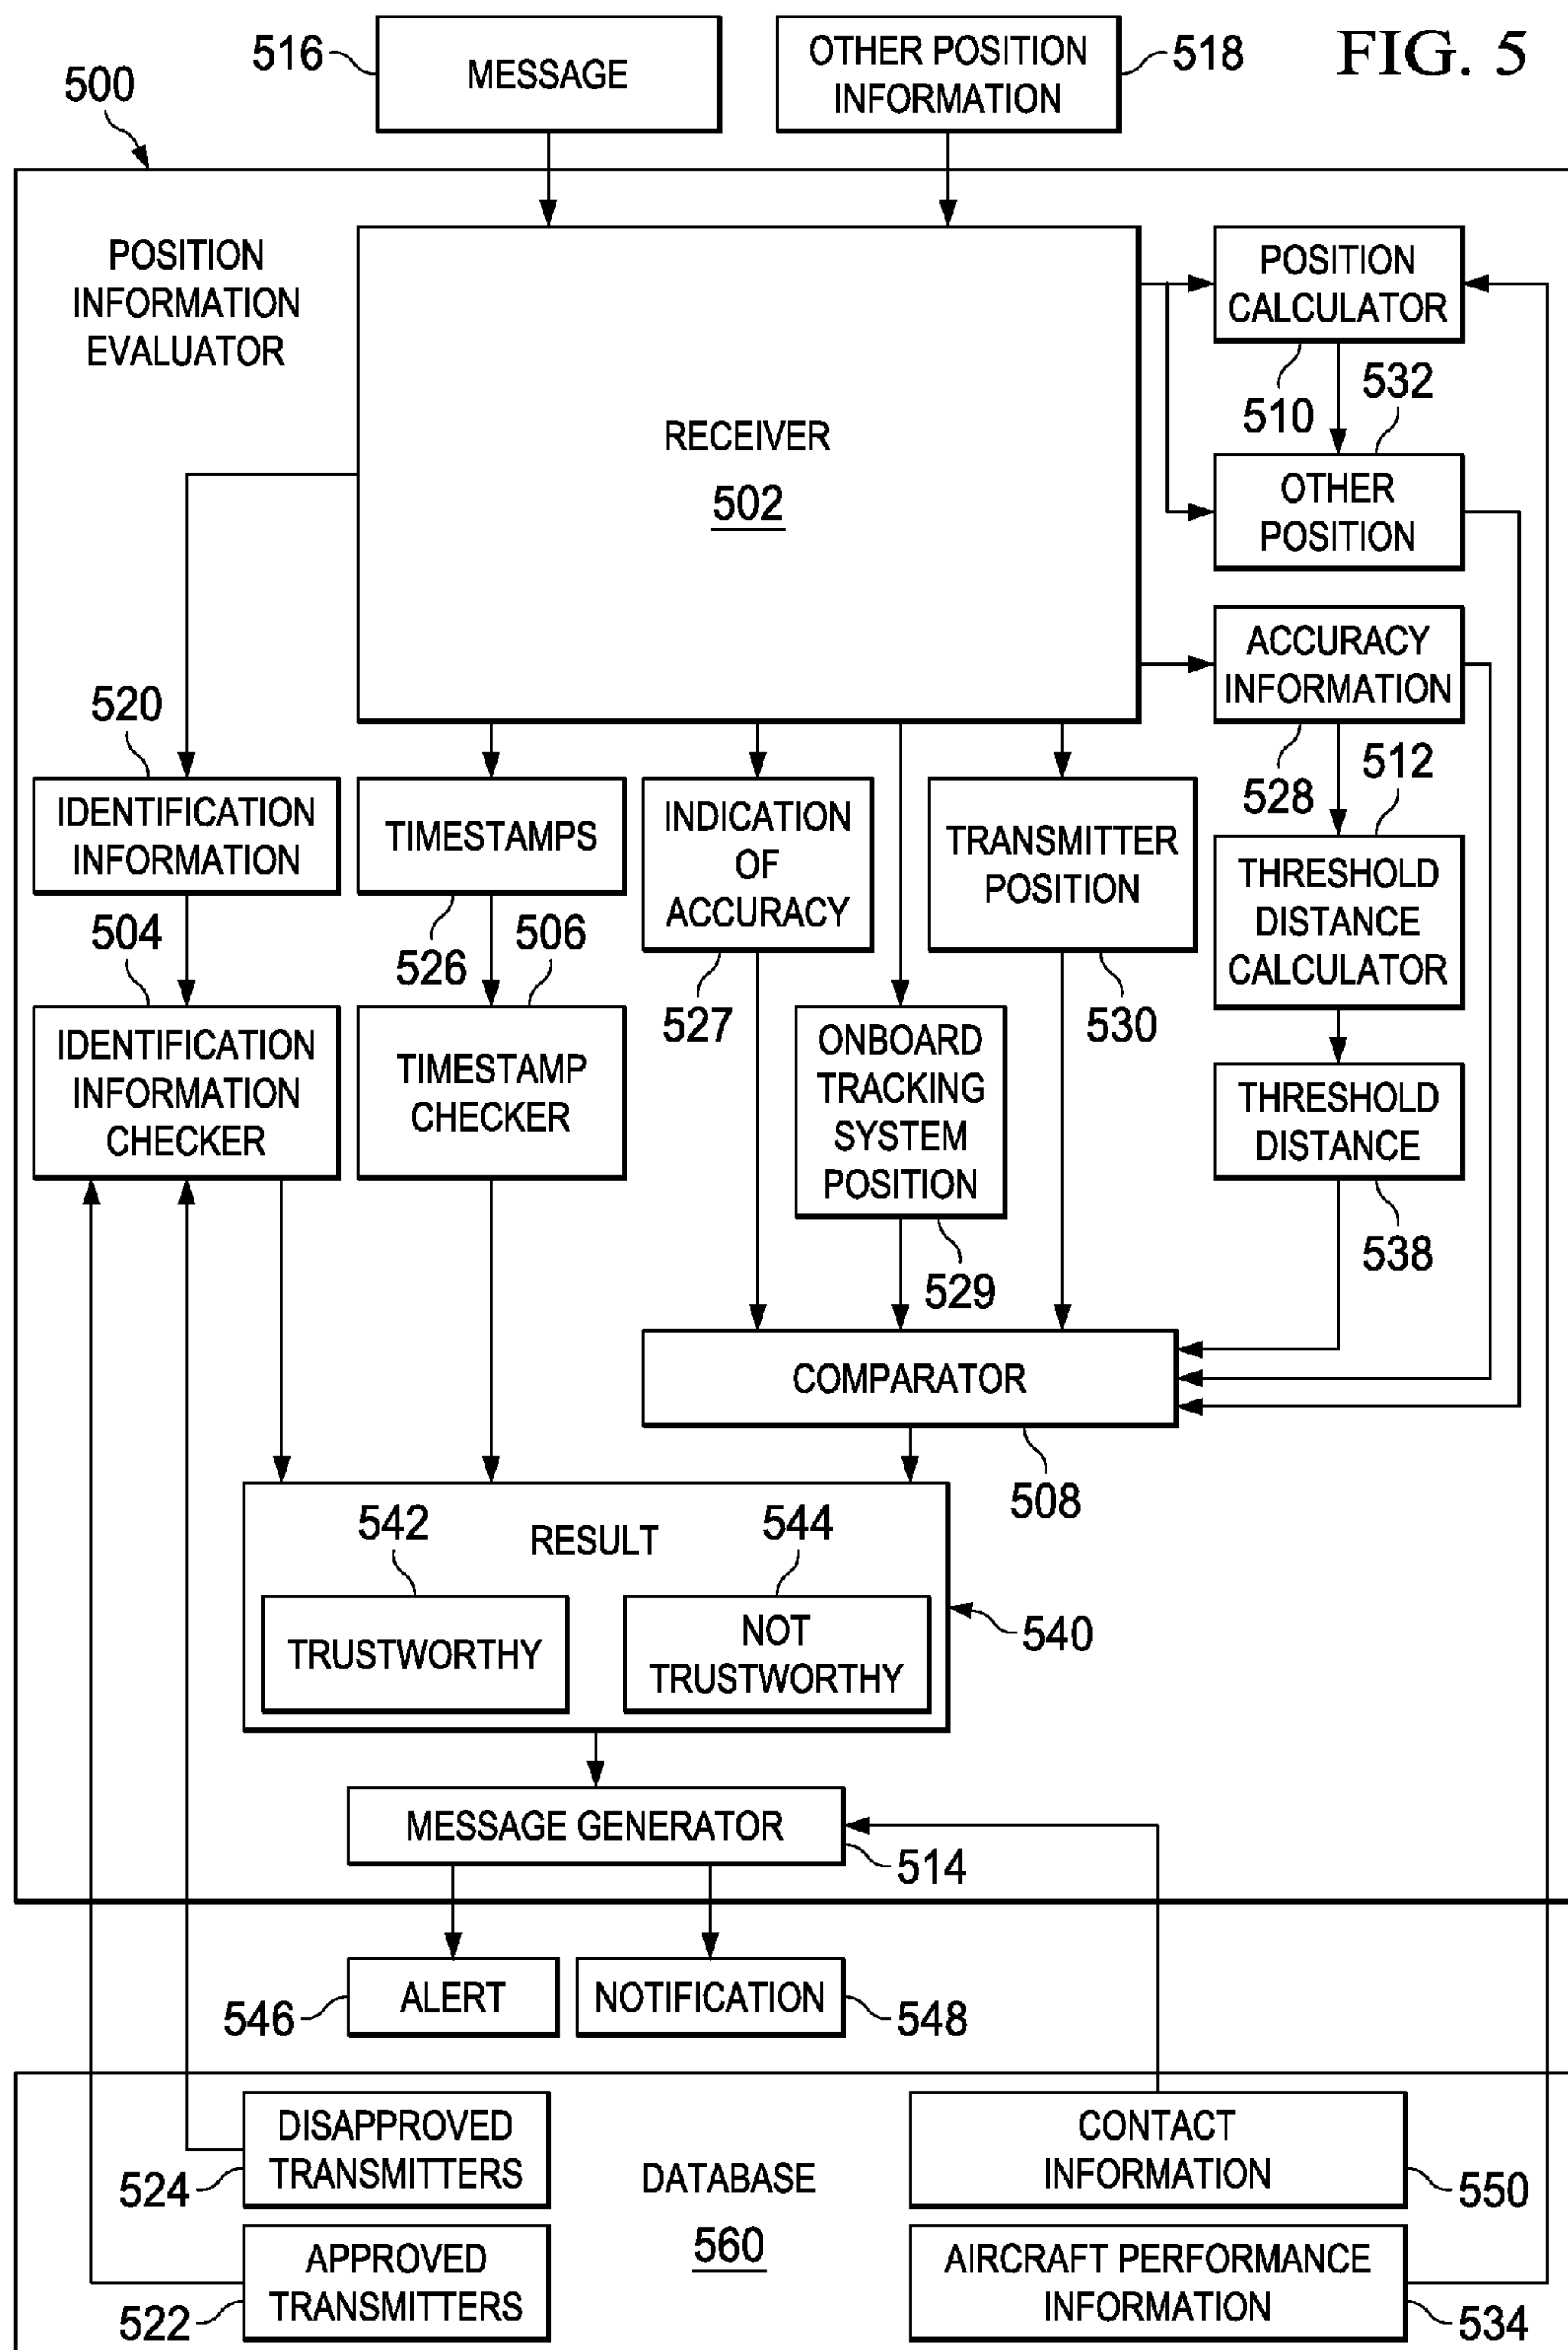 FIG. 5
516
MESSAGE
OTHER POSITION
INFORMATION
518
500
POSITION
INFORMATION
EVALUATOR
RECEIVER
502
POSITION
CALCULATOR
510
532
OTHER
POSITION
ACCURACY
INFORMATION
528
512
520
IDENTIFICATION
INFORMATION
TIMESTAMPS
526
INDICATION
OF
ACCURACY
527
TRANSMITTER
POSITION
530
THRESHOLD
DISTANCE
CALCULATOR
504
IDENTIFICATION
INFORMATION
CHECKER
506
TIMESTAMP
CHECKER
ONBOARD
TRACKING
SYSTEM
POSITION
529
THRESHOLD
DISTANCE
538
COMPARATOR
508
542
RESULT
544
TRUSTWORTHY
NOT
TRUSTWORTHY
540
MESSAGE GENERATOR
514
546
ALERT
NOTIFICATION
548
DISAPPROVED
TRANSMITTERS
524
DATABASE
560
CONTACT
INFORMATION
550
APPROVED
TRANSMITTERS
522
AIRCRAFT PERFORMANCE
INFORMATION
534